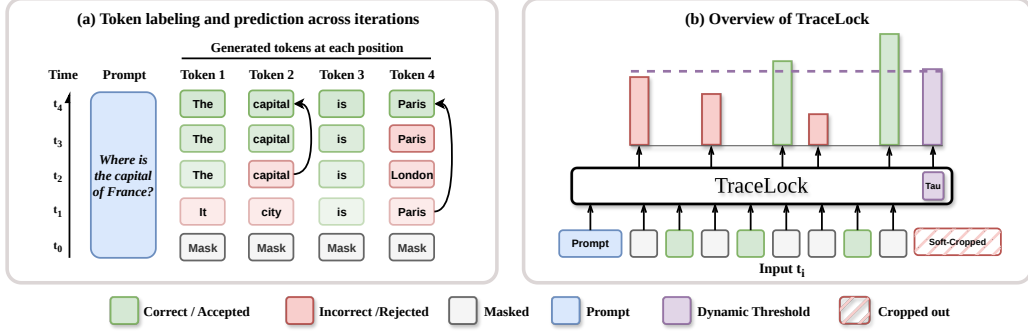 (a) Token labeling and prediction across iterations
Generated tokens at each position
Time Prompt Token 1 Token 2 Token 3 Token 4
t4 The capital is Paris
t3 The capital is Paris
Where is
the capital
of France?
t2 The capital is London
t1 It city is Paris
t0 Mask Mask Mask Mask
(b) Overview of TraceLock
TraceLock
Tau
Prompt
Soft-Cropped
Input ti
Correct / Accepted Incorrect /Rejected Masked Prompt Dynamic Threshold Cropped out